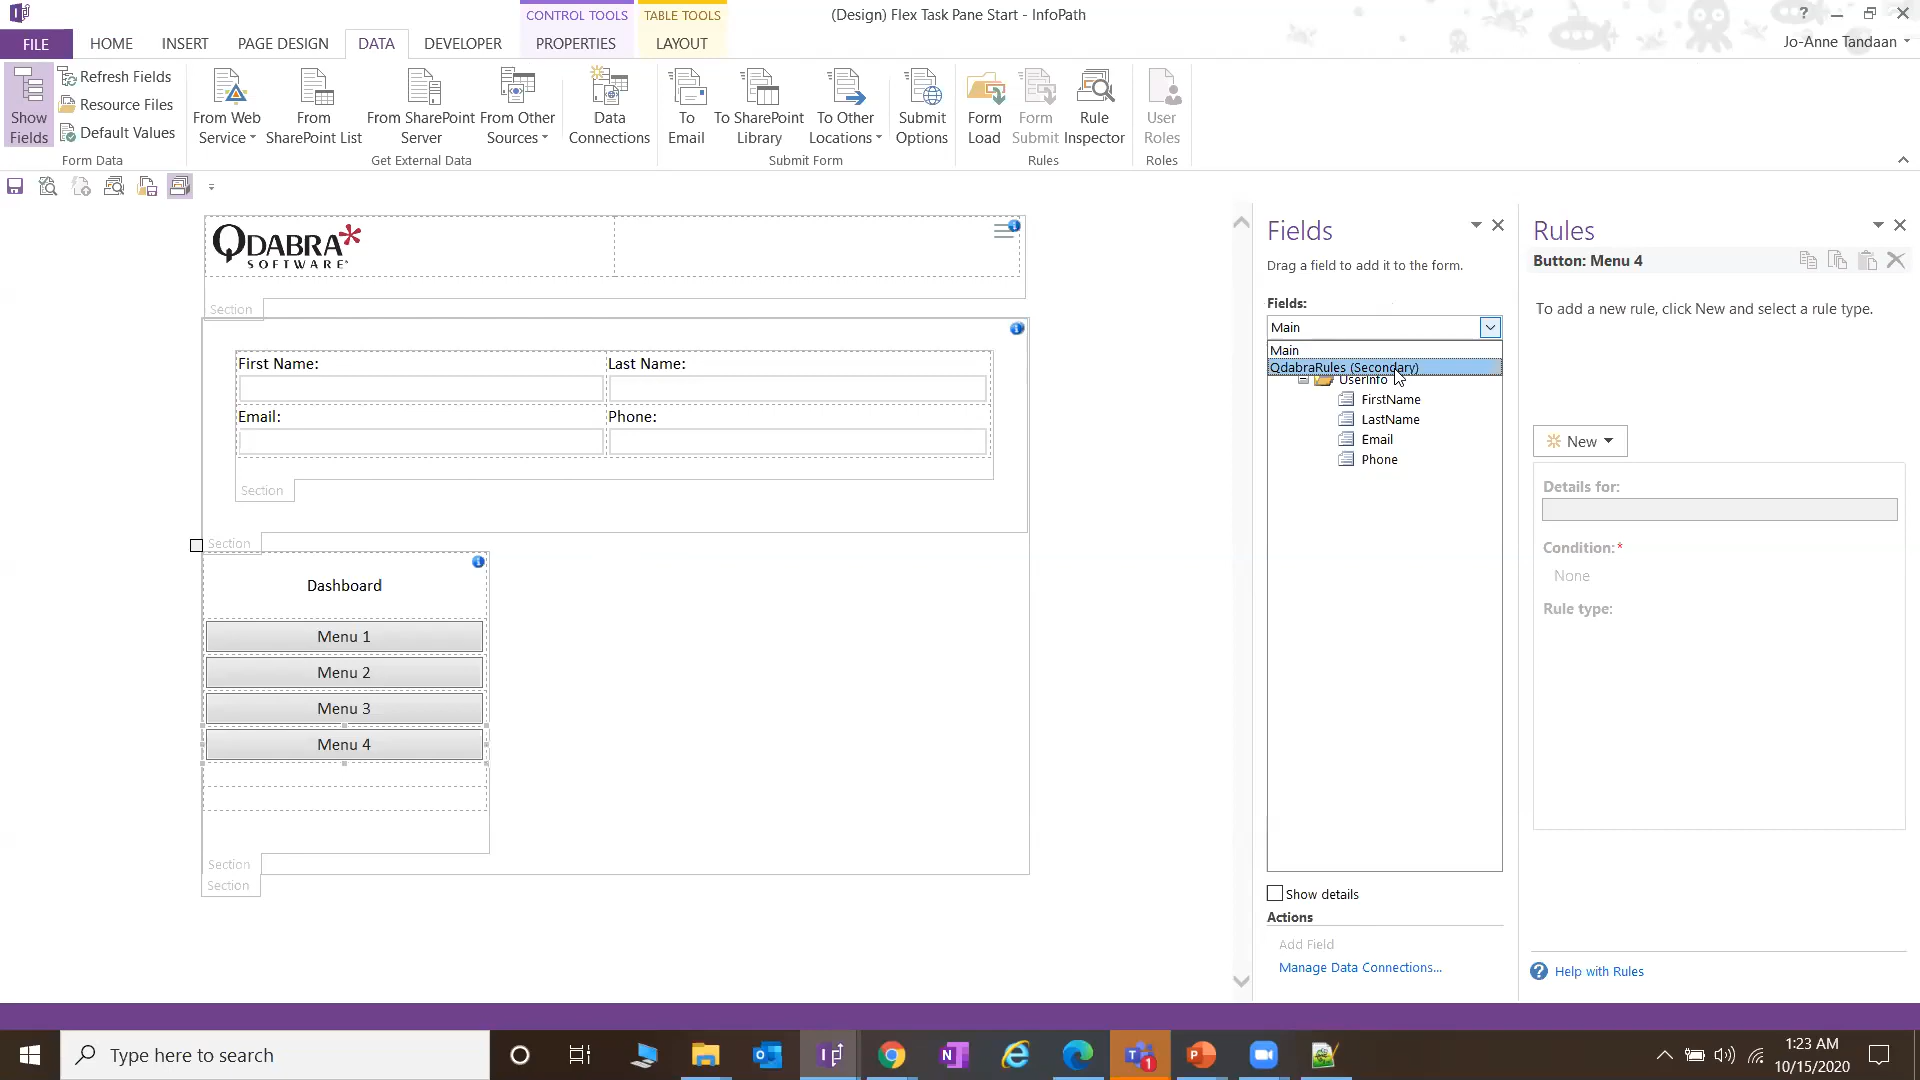 CONTROL TOOLS
TABLE TOOLS
(Design) Flex Task Pane Start - InfoPath
?
FILE
HOME
INSERT
PAGE DESIGN
DATA
DEVELOPER
PROPERTIES
LAYOUT
Jo-Anne Tandaan
Show Fields
Refresh Fields
Resource Files
Default Values
Form Data
From Web Service
From SharePoint List
From SharePoint Server
From Other Sources
Data Connections
Get External Data
To Email
To SharePoint Library
To Other Locations
Submit Options
Submit Form
Form Load
Form Submit
Rule Inspector
Rules
User Roles
Roles
QDABRA*
SOFTWARE
Section
First Name:
Last Name:
Email:
Phone:
Section
Section
Dashboard
Menu 1
Menu 2
Menu 3
Menu 4
Section
Section
Fields
Drag a field to add it to the form.
Fields:
Main
Main
QdabraRules (Secondary)
UserInfo
FirstName
LastName
Email
Phone
Show details
Actions
Add Field
Manage Data Connections...
Rules
Button: Menu 4
To add a new rule, click New and select a rule type.
New
Details for:
Condition:*
None
Rule type:
Help with Rules
Type here to search
1
1:23 AM
10/15/2020